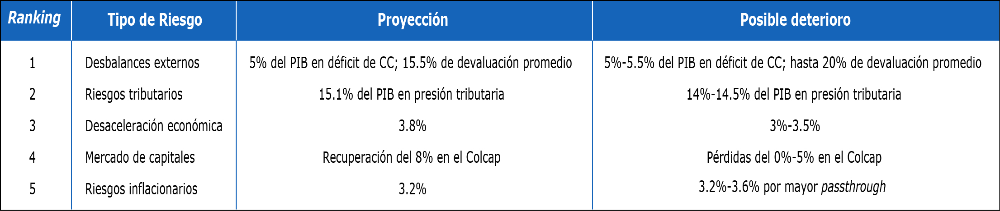 Ranking Tipo de Riesgo Proyección Posible deterioro
1 Desbalances externos 5% del PIB en déficit de CC; 15.5% de devaluación promedio 5%-5.5% del PIB en déficit de CC; hasta 20% de devaluación promedio
2 Riesgos tributarios 15.1% del PIB en presión tributaria 14%-14.5% del PIB en presión tributaria
3 Desaceleración económica 3.8% 3%-3.5%
4 Mercado de capitales Recuperación del 8% en el Colcap Pérdidas del 0%-5% en el Colcap
5 Riesgos inflacionarios 3.2% 3.2%-3.6% por mayor passthrough